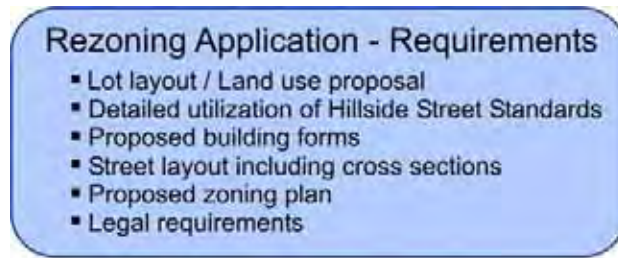 Rezoning Application - Requirements
▪ Lot layout / Land use proposal
▪ Detailed utilization of Hillside Street Standards
▪ Proposed building forms
▪ Street layout including cross sections
▪ Proposed zoning plan
▪ Legal requirements